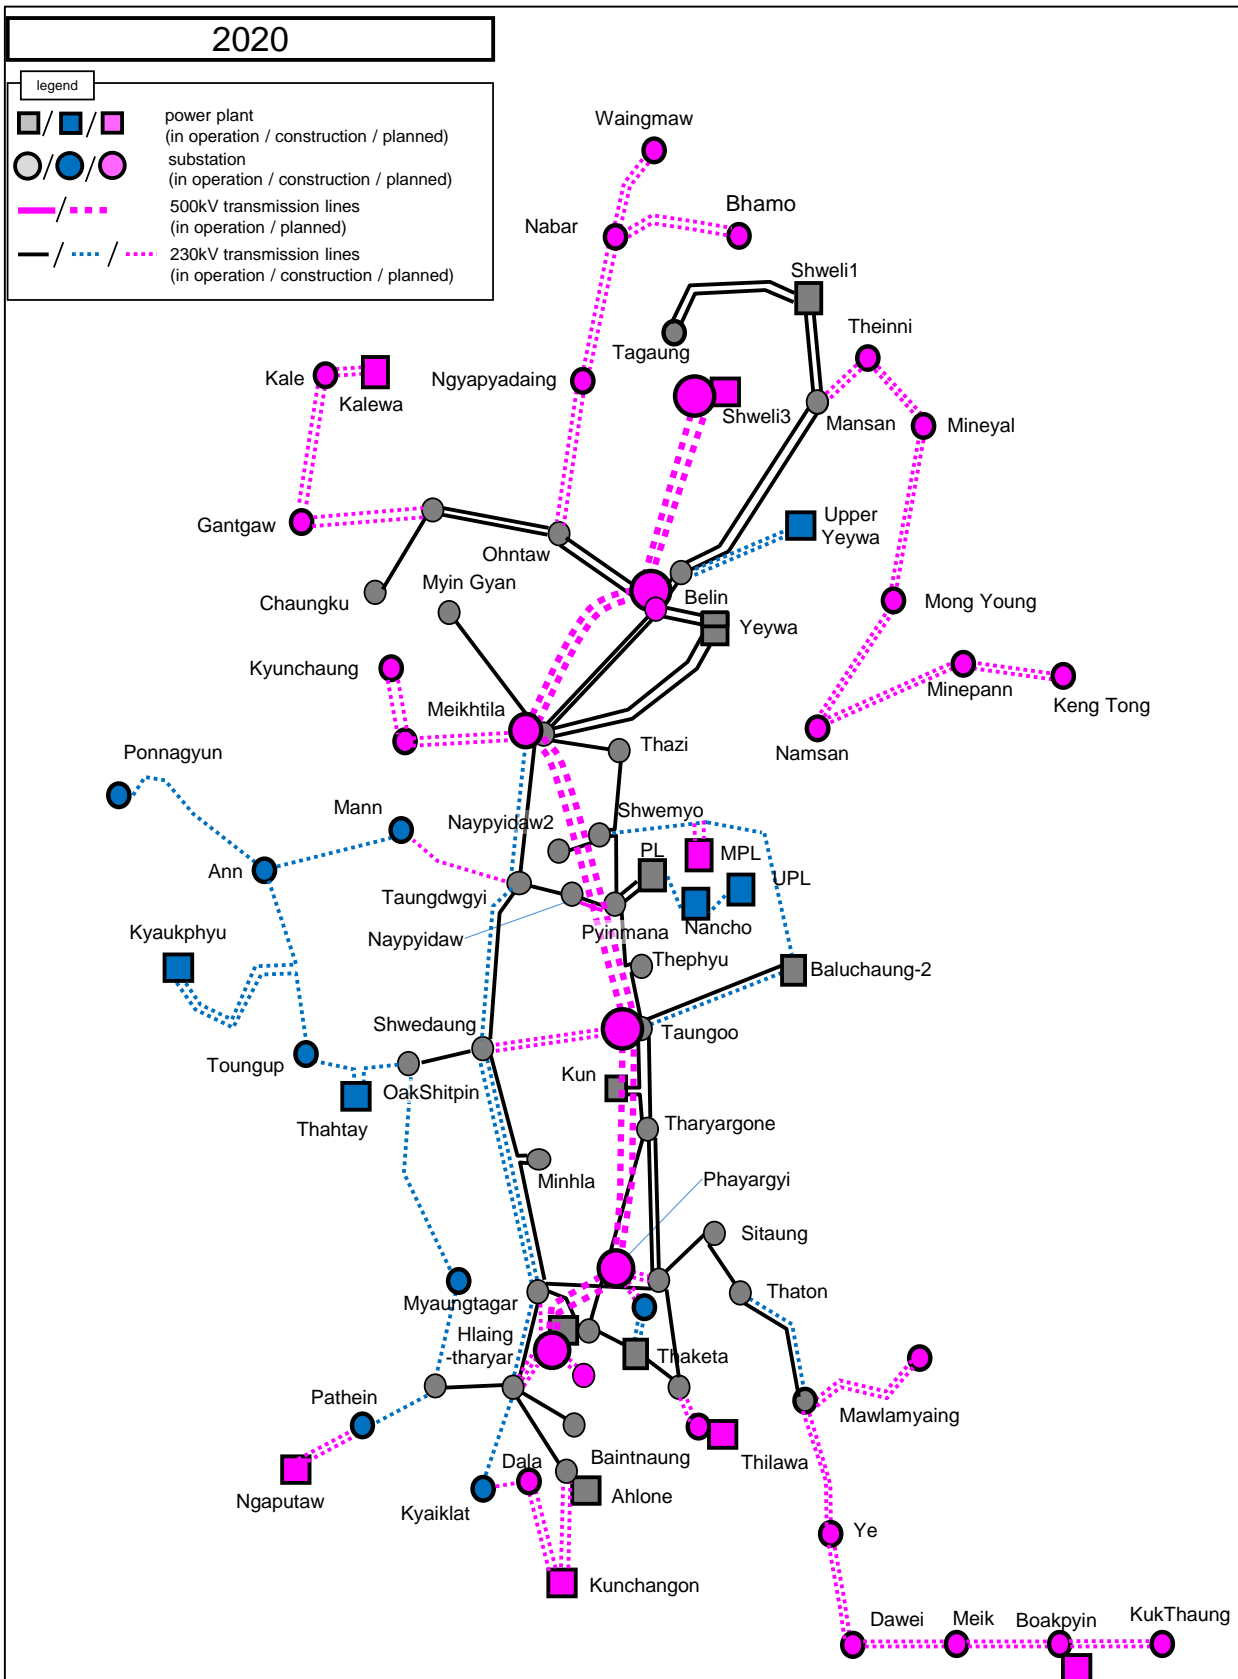 2020
legend
power plant
(in operation / construction / planned)
substation
(in operation / construction / planned)
500kV transmission lines
(in operation / planned)
230kV transmission lines
(in operation / construction / planned)
Waingmaw
Nabar
Bhamo
Shweli1
Theinni
Tagaung
Kale
Kalewa
Ngyapyadaing
Shweli3
Mansan
Mineyal
Gantgaw
Ohntaw
Upper
Yeywa
Chaungku
Myin Gyan
Belin
Mong Young
Yeywa
Kyunchaung
Minepann
Keng Tong
Meikhtila
Namsan
Ponnagyun
Thazi
Mann
Naypyidaw2
Shwemyo
PL
MPL
UPL
Ann
Taungdwgyi
Nancho
Kyaukphyu
Naypyidaw
Pyinmana
Thephyu
Baluchaung-2
Shwedaung
Taungoo
Toungup
OakShitpin
Kun
Thahtay
Tharyargone
Minhla
Phayargyi
Sitaung
Thaton
Myaungtagar
Hlaing
-tharyar
Thaketa
Pathein
Mawlamyaing
Baintnaung
Thilawa
Dala
Ngaputaw
Kyaiklat
Ahlone
Ye
Kunchangon
Dawei
Meik
Boakpyin
KukThaung